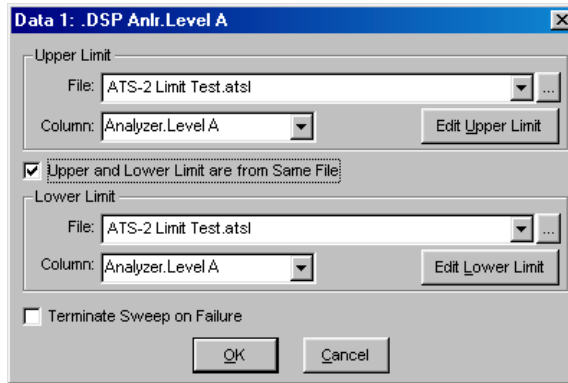 Data 1: .DSP Anlr.Level A
Upper Limit
File: ATS-2 Limit Test.atsl ...
Column: Analyzer.Level A Edit Upper Limit
Upper and Lower Limit are from Same File
Lower Limit
File: ATS-2 Limit Test.atsl ...
Column: Analyzer.Level A Edit Lower Limit
Terminate Sweep on Failure
OK Cancel